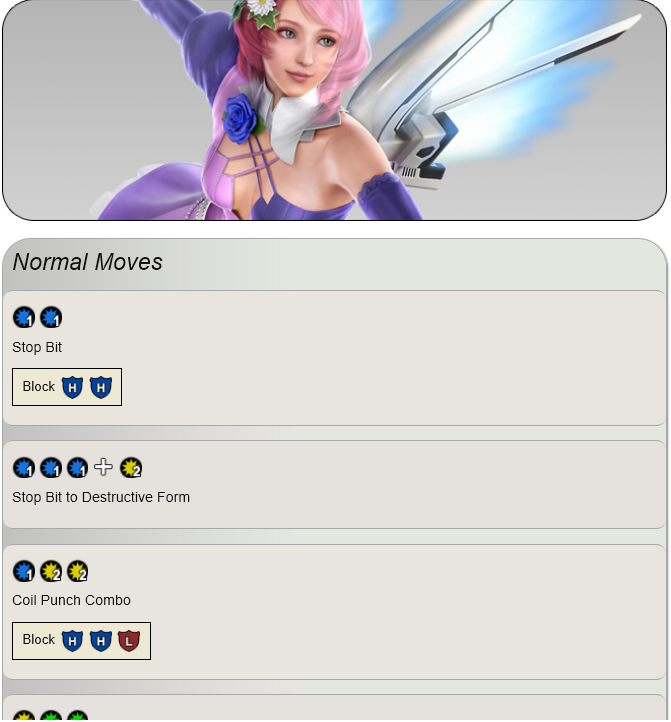 Normal Moves
1 1
Stop Bit
Block H H
1 1 1 + 2
Stop Bit to Destructive Form
1 2 2
Coil Punch Combo
Block H H L